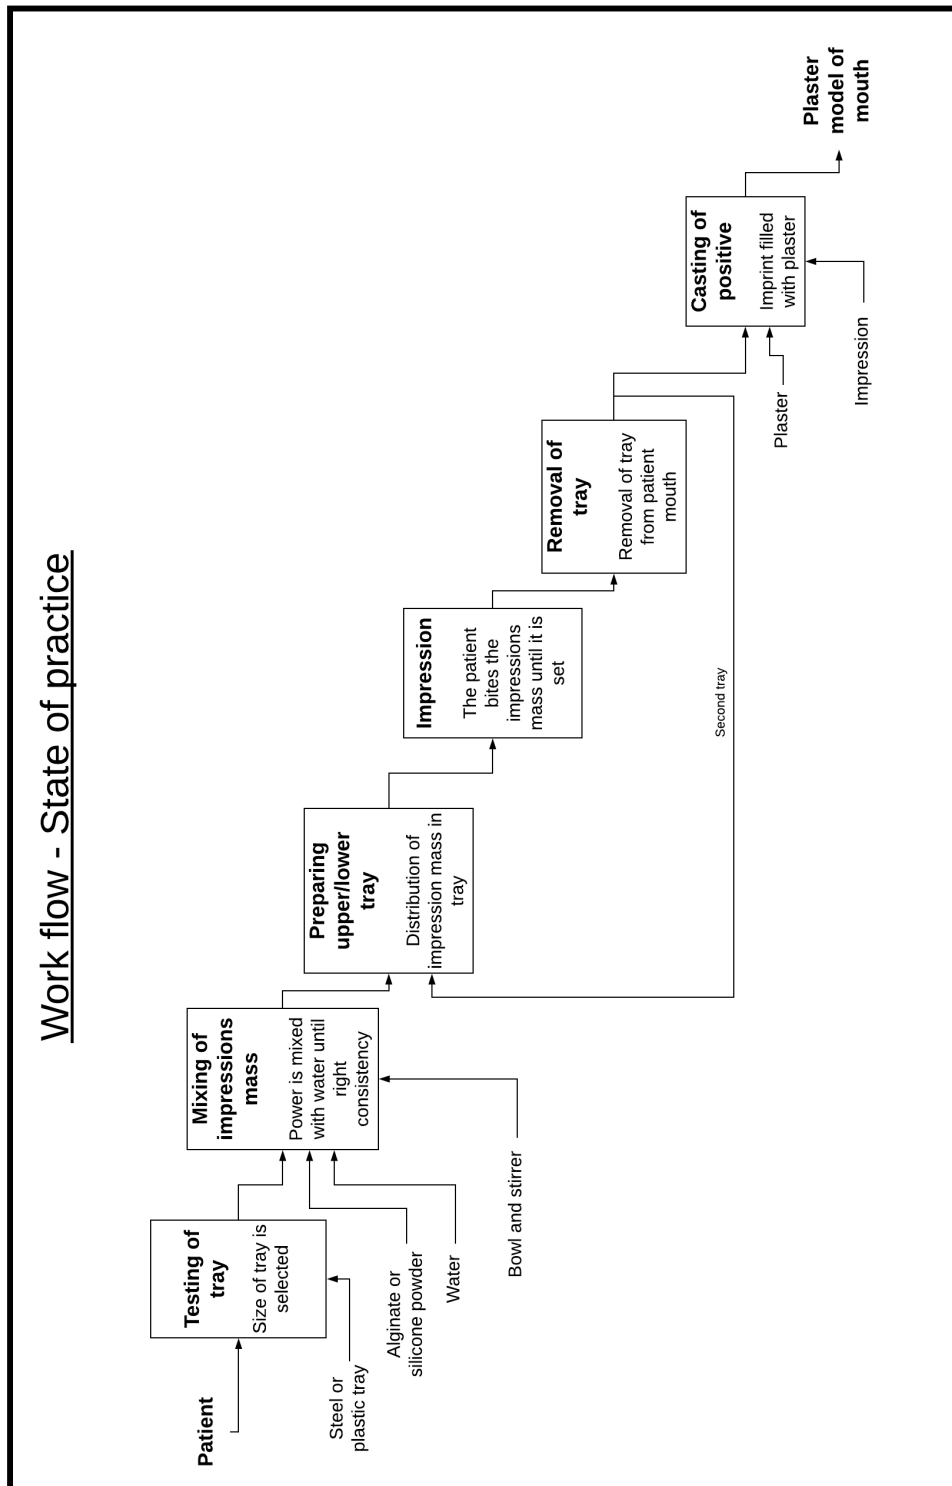 Work flow - State of practice
Patient
Testing of
tray
Size of tray is
selected
Steel or
plastic tray
Mixing of
impressions
mass
Power is mixed
with water until
right
consistency
Alginate or
silicone powder
Water
Bowl and stirrer
Preparing
upper/lower
tray
Distribution of
impression mass in
tray
Impression
The patient
bites the
impressions
mass until it is
set
Removal of
tray
Removal of tray
from patient
mouth
Second tray
Casting of
positive
Imprint filled
with plaster
Plaster
Impression
Plaster
model of
mouth